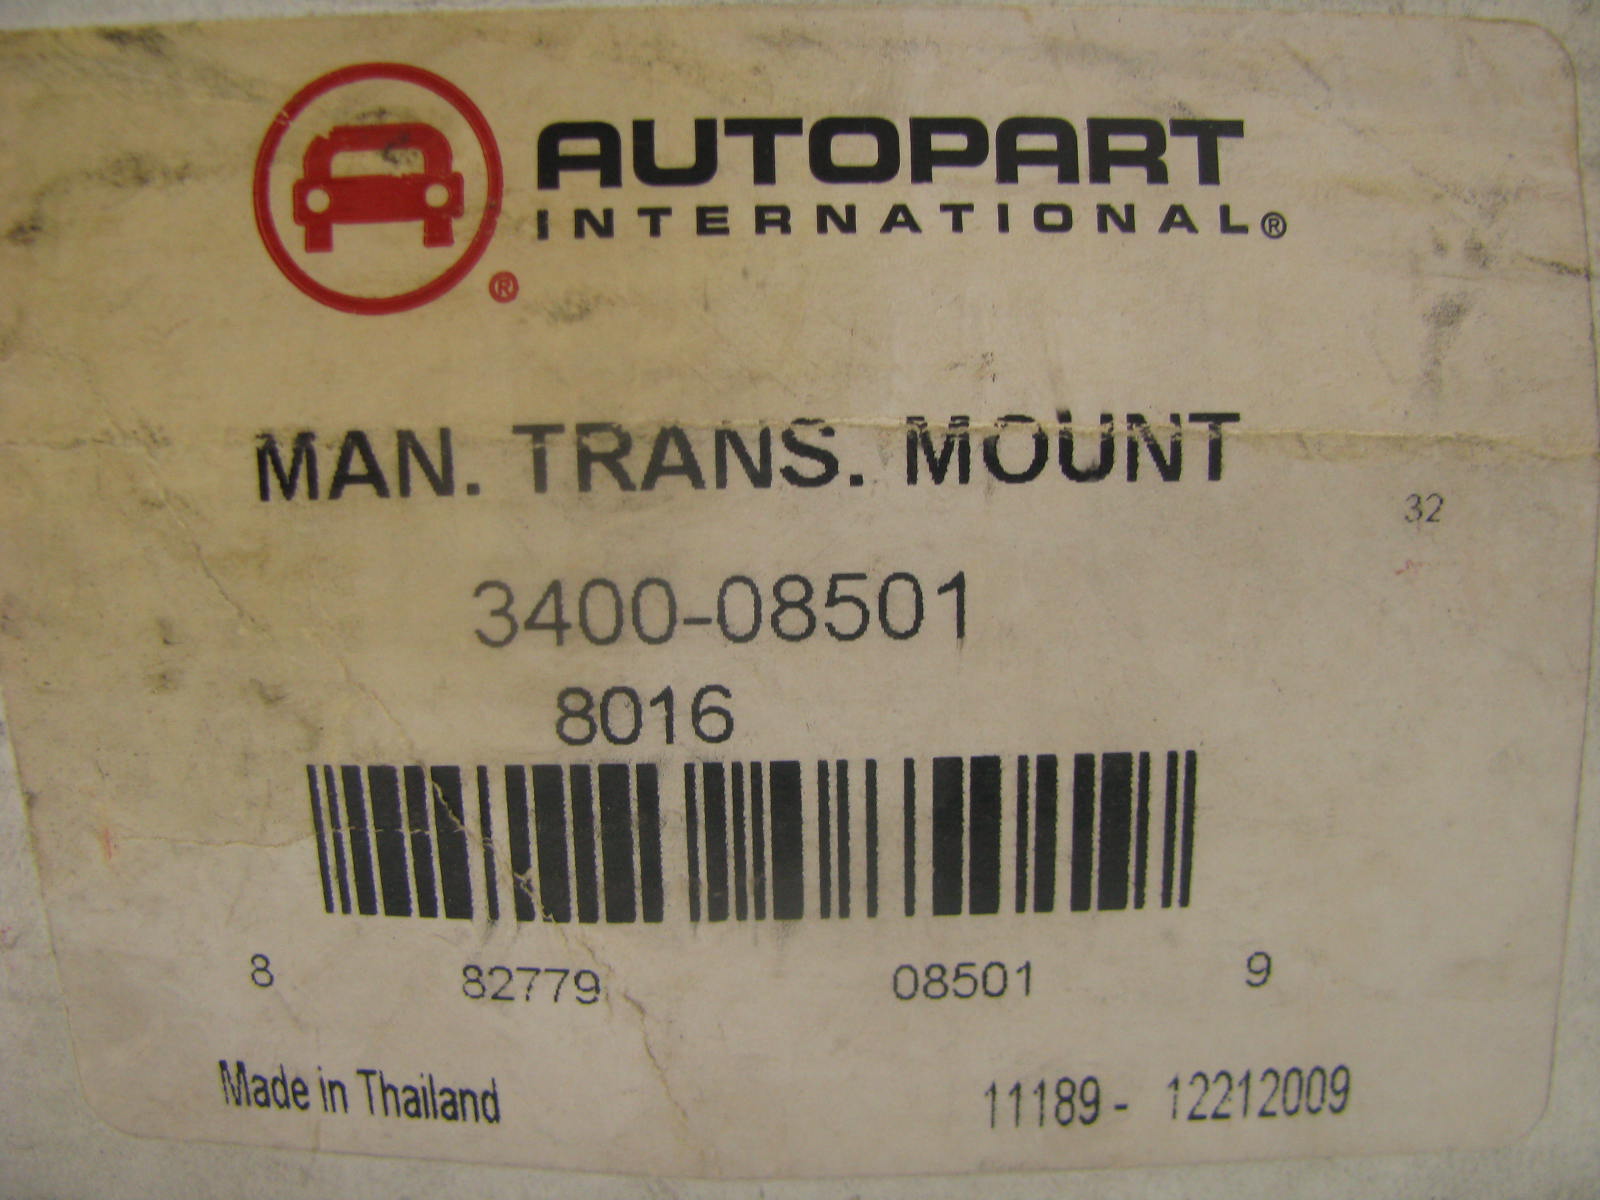 AUTOPART
INTERNATIONAL®
®
MAN. TRANS. MOUNT
32
3400-08501
8016
8 82779 08501 9
Made in Thailand 11189 - 12212009